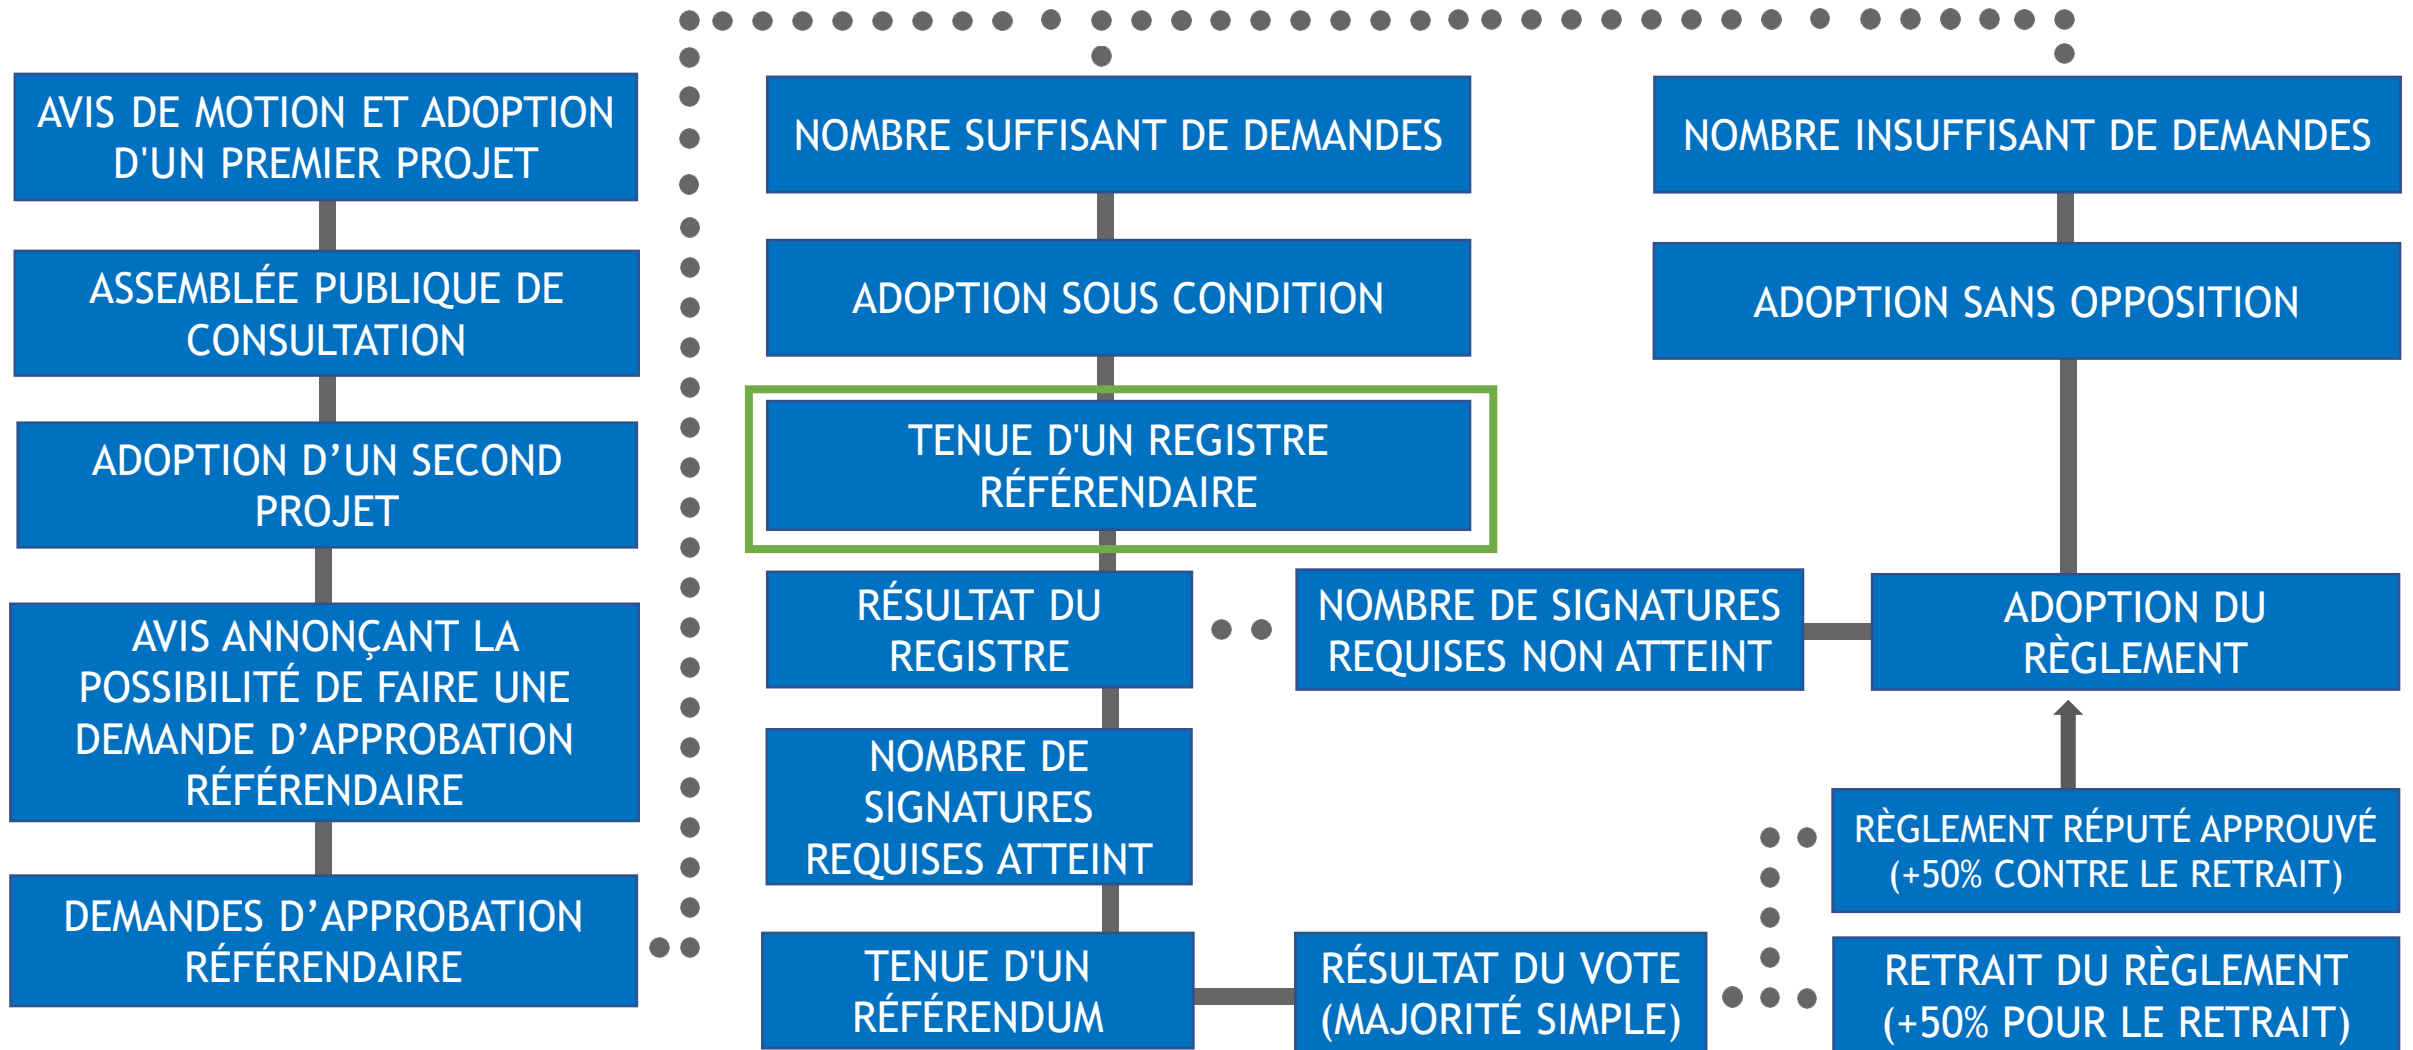 AVIS DE MOTION ET ADOPTION
D'UN PREMIER PROJET
ASSEMBLÉE PUBLIQUE DE
CONSULTATION
ADOPTION D’UN SECOND
PROJET
AVIS ANNONÇANT LA
POSSIBILITÉ DE FAIRE UNE
DEMANDE D’APPROBATION
RÉFÉRENDAIRE
DEMANDES D’APPROBATION
RÉFÉRENDAIRE
NOMBRE SUFFISANT DE DEMANDES
ADOPTION SOUS CONDITION
TENUE D'UN REGISTRE
RÉFÉRENDAIRE
RÉSULTAT DU
REGISTRE
NOMBRE DE
SIGNATURES
REQUISES ATTEINT
TENUE D'UN
RÉFÉRENDUM
NOMBRE DE SIGNATURES
REQUISES NON ATTEINT
RÉSULTAT DU VOTE
(MAJORITÉ SIMPLE)
NOMBRE INSUFFISANT DE DEMANDES
ADOPTION SANS OPPOSITION
ADOPTION DU
RÈGLEMENT
RÈGLEMENT RÉPUTÉ APPROUVÉ
(+50% CONTRE LE RETRAIT)
RETRAIT DU RÈGLEMENT
(+50% POUR LE RETRAIT)